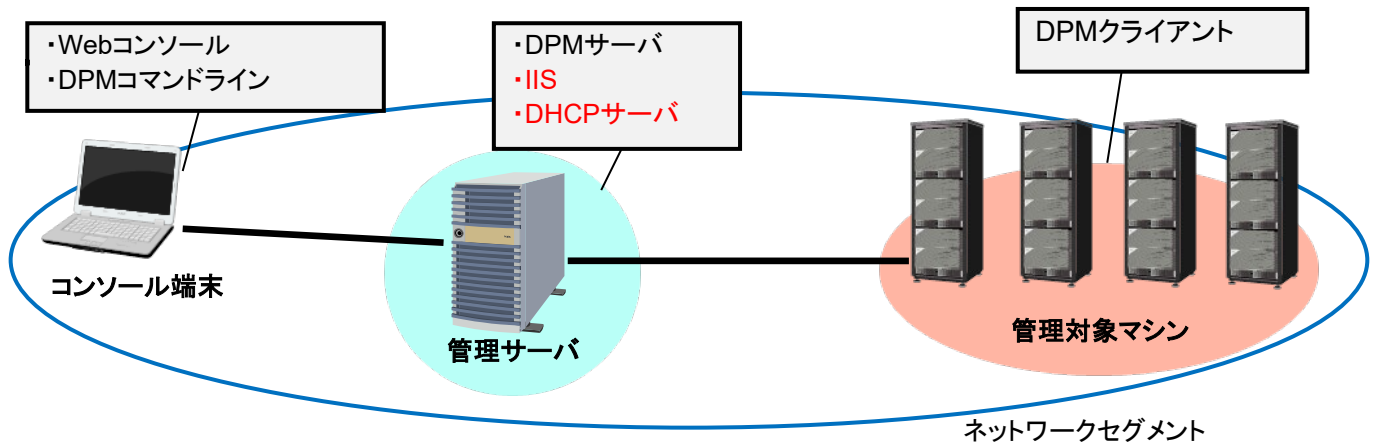 ・Webコンソール
・DPMコマンドライン
・DPMサーバ
・IIS
・DHCPサーバ
DPMクライアント
コンソール端末
管理サーバ
管理対象マシン
ネットワークセグメント